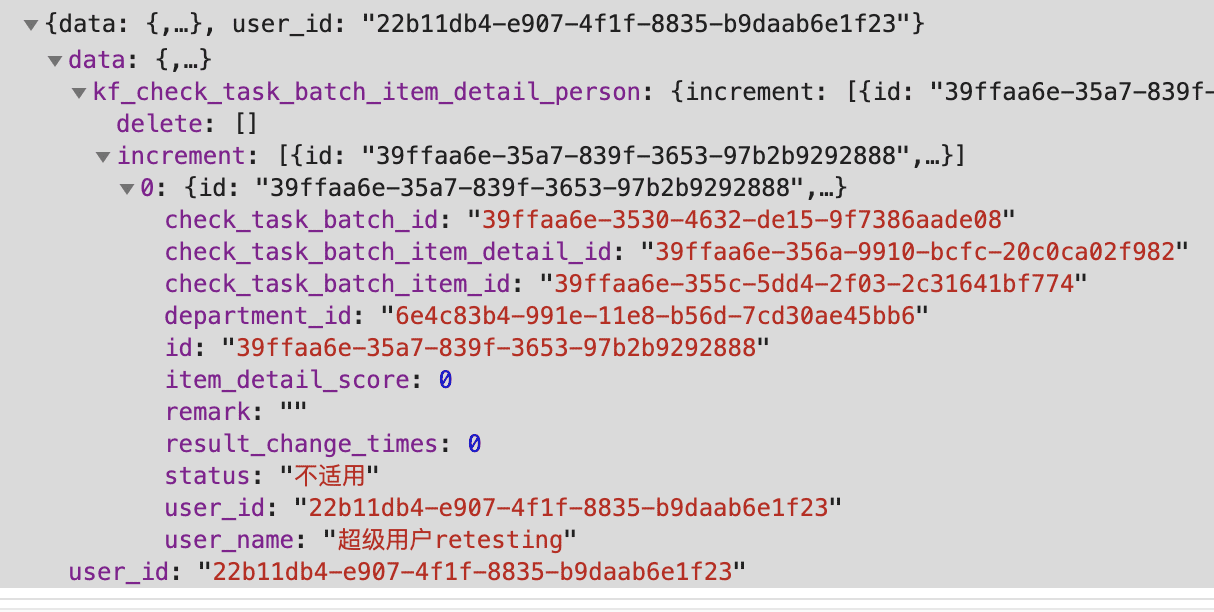 {data: {,…}, user_id: "22b11db4-e907-4f1f-8835-b9daab6e1f23"}
data: {,…}
kf_check_task_batch_item_detail_person: {increment: [{id: "39ffaa6e-35a7-839f-
delete: []
increment: [{id: "39ffaa6e-35a7-839f-3653-97b2b9292888",…}]
0: {id: "39ffaa6e-35a7-839f-3653-97b2b9292888",…}
check_task_batch_id: "39ffaa6e-3530-4632-de15-9f7386aade08"
check_task_batch_item_detail_id: "39ffaa6e-356a-9910-bcfc-20c0ca02f982"
check_task_batch_item_id: "39ffaa6e-355c-5dd4-2f03-2c31641bf774"
department_id: "6e4c83b4-991e-11e8-b56d-7cd30ae45bb6"
id: "39ffaa6e-35a7-839f-3653-97b2b9292888"
item_detail_score: 0
remark: ""
result_change_times: 0
status: "不适用"
user_id: "22b11db4-e907-4f1f-8835-b9daab6e1f23"
user_name: "超级用户retesting"
user_id: "22b11db4-e907-4f1f-8835-b9daab6e1f23"